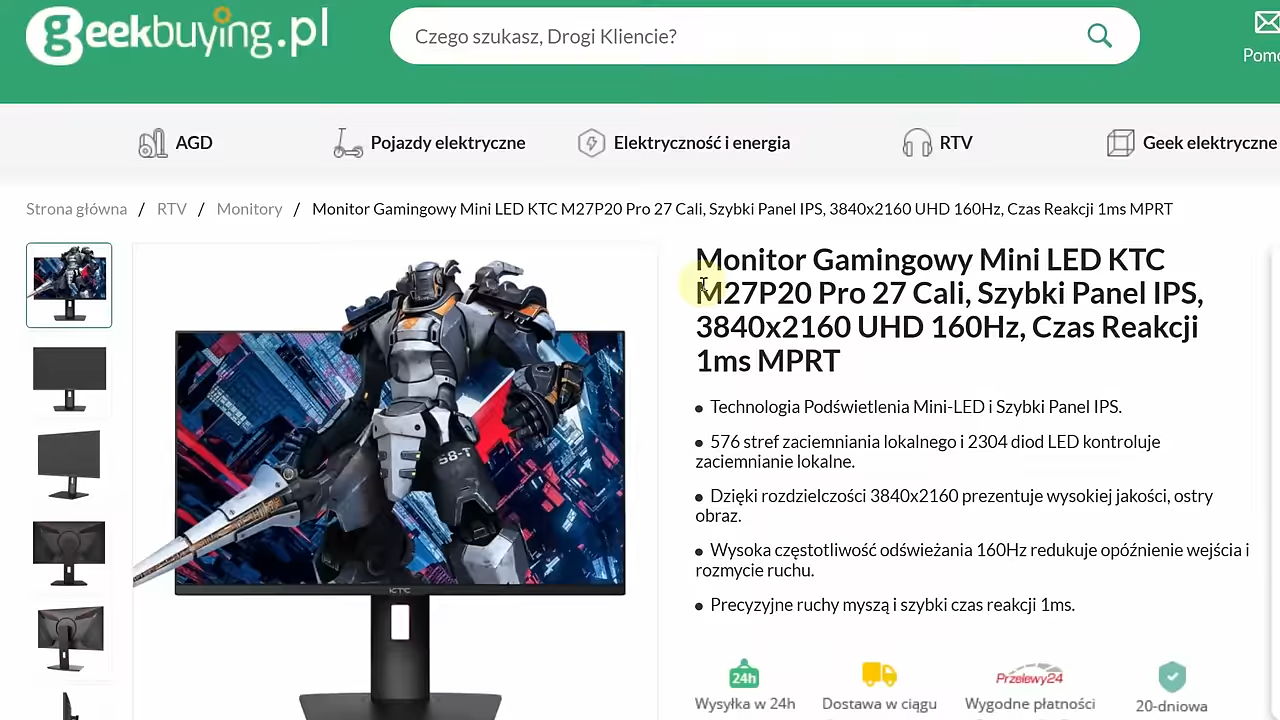 geekbuying.pl
Czego szukasz, Drogi Kliencie?
AGD
Pojazdy elektryczne
Elektryczność i energia
RTV
Geek elektryczne
Strona główna / RTV / Monitory / Monitor Gamingowy Mini LED KTC M27P20 Pro 27 Cali, Szybki Panel IPS, 3840x2160 UHD 160Hz, Czas Reakcji 1ms MPRT
Monitor Gamingowy Mini LED KTC
M27P20 Pro 27 Cali, Szybki Panel IPS,
3840x2160 UHD 160Hz, Czas Reakcji
1ms MPRT
● Technologia Podświetlenia Mini-LED i Szybki Panel IPS.
● 576 stref zaciemniania lokalnego i 2304 diod LED kontroluje
zaciemnianie lokalne.
● Dzięki rozdzielczości 3840x2160 prezentuje wysokiej jakości, ostry
obraz.
● Wysoka częstotliwość odświeżania 160Hz redukuje opóźnienie wejścia i
rozmycie ruchu.
● Precyzyjne ruchy myszą i szybki czas reakcji 1ms.
58-T
KTC
24h
Przelewy24
Wysyłka w 24h
Dostawa w ciągu
Wygodne płatności
20-dniowa